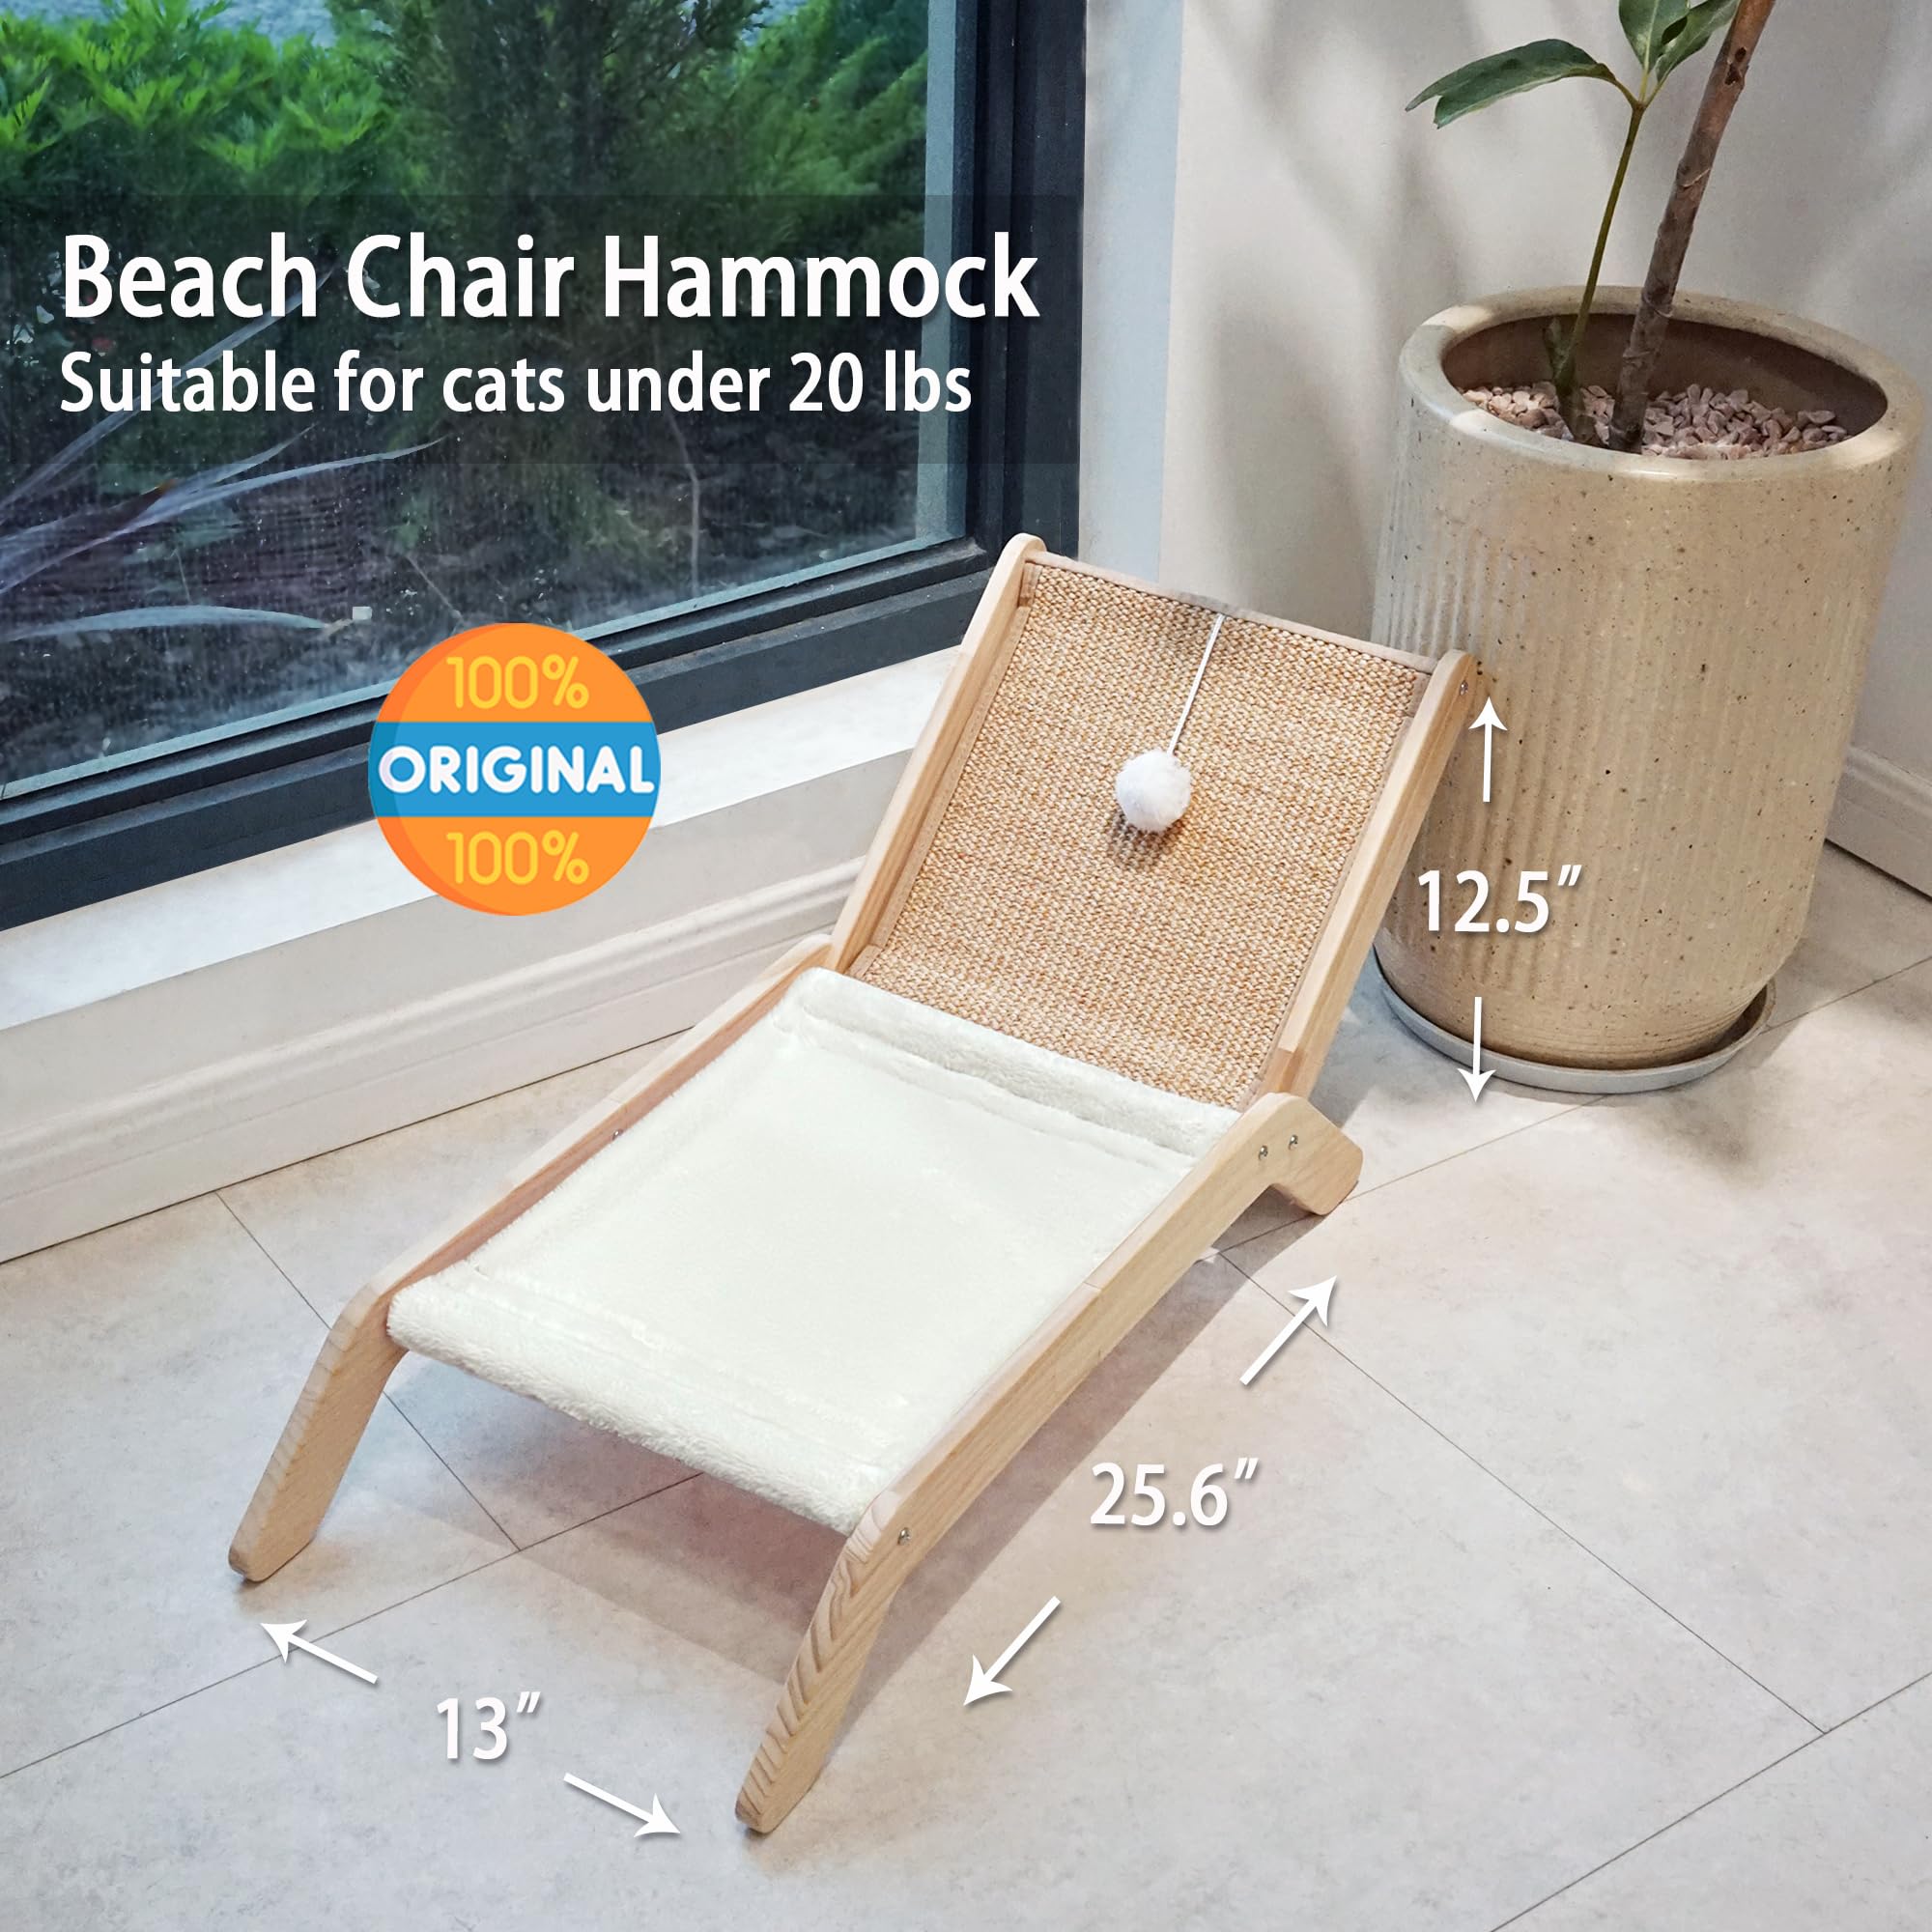 Beach Chair Hammock
Suitable for cats under 20 lbs
100%
ORIGINAL
100%
12.5"
25.6"
13"